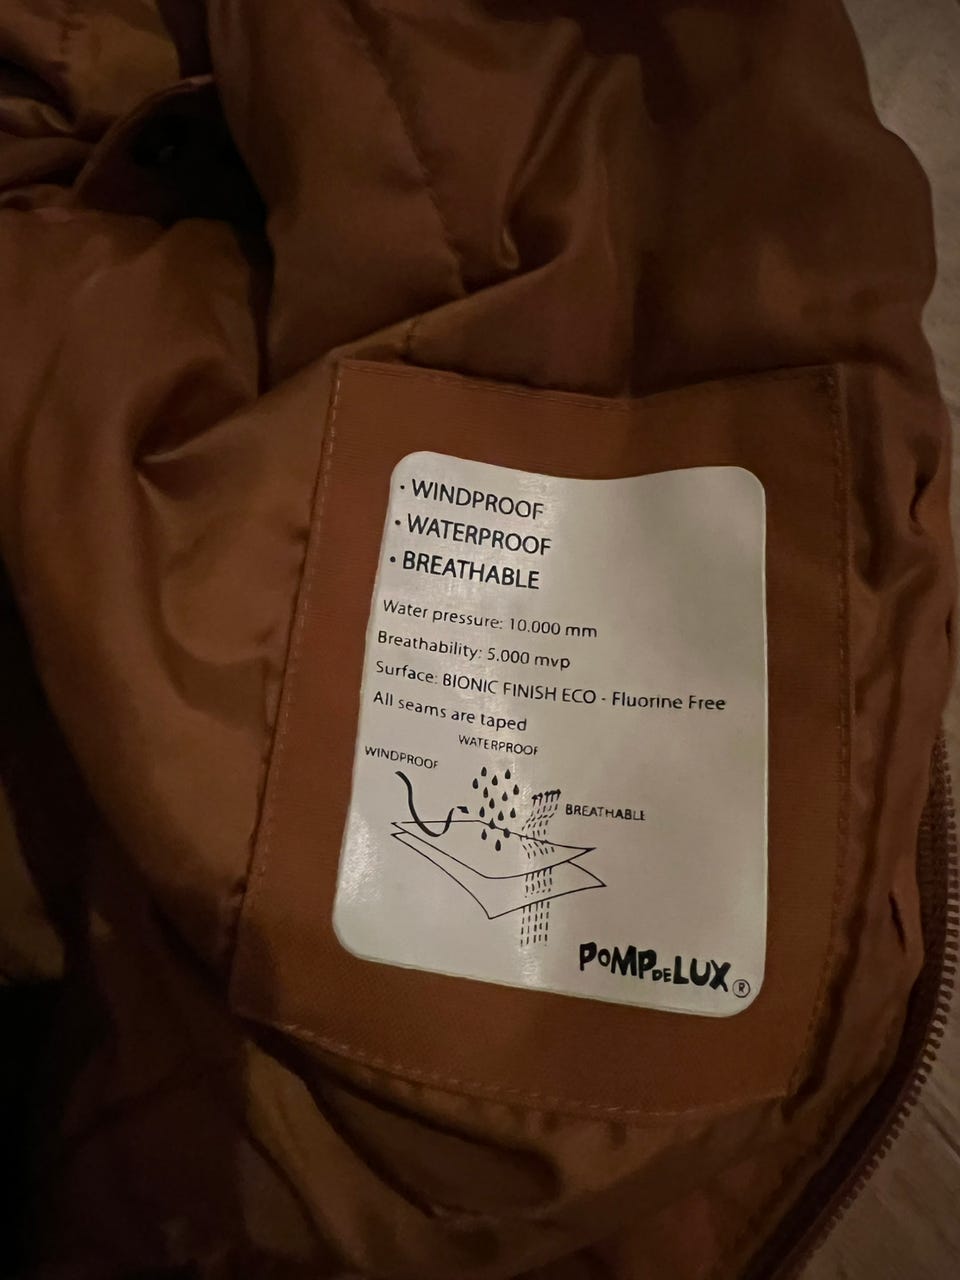 • WINDPROOF
• WATERPROOF
• BREATHABLE
Water pressure: 10.000 mm
Breathability: 5.000 mvp
Surface: BIONIC FINISH ECO - Fluorine Free
All seams are taped
WATERPROOF
WINDPROOF
BREATHABLE
POMPDELUX®